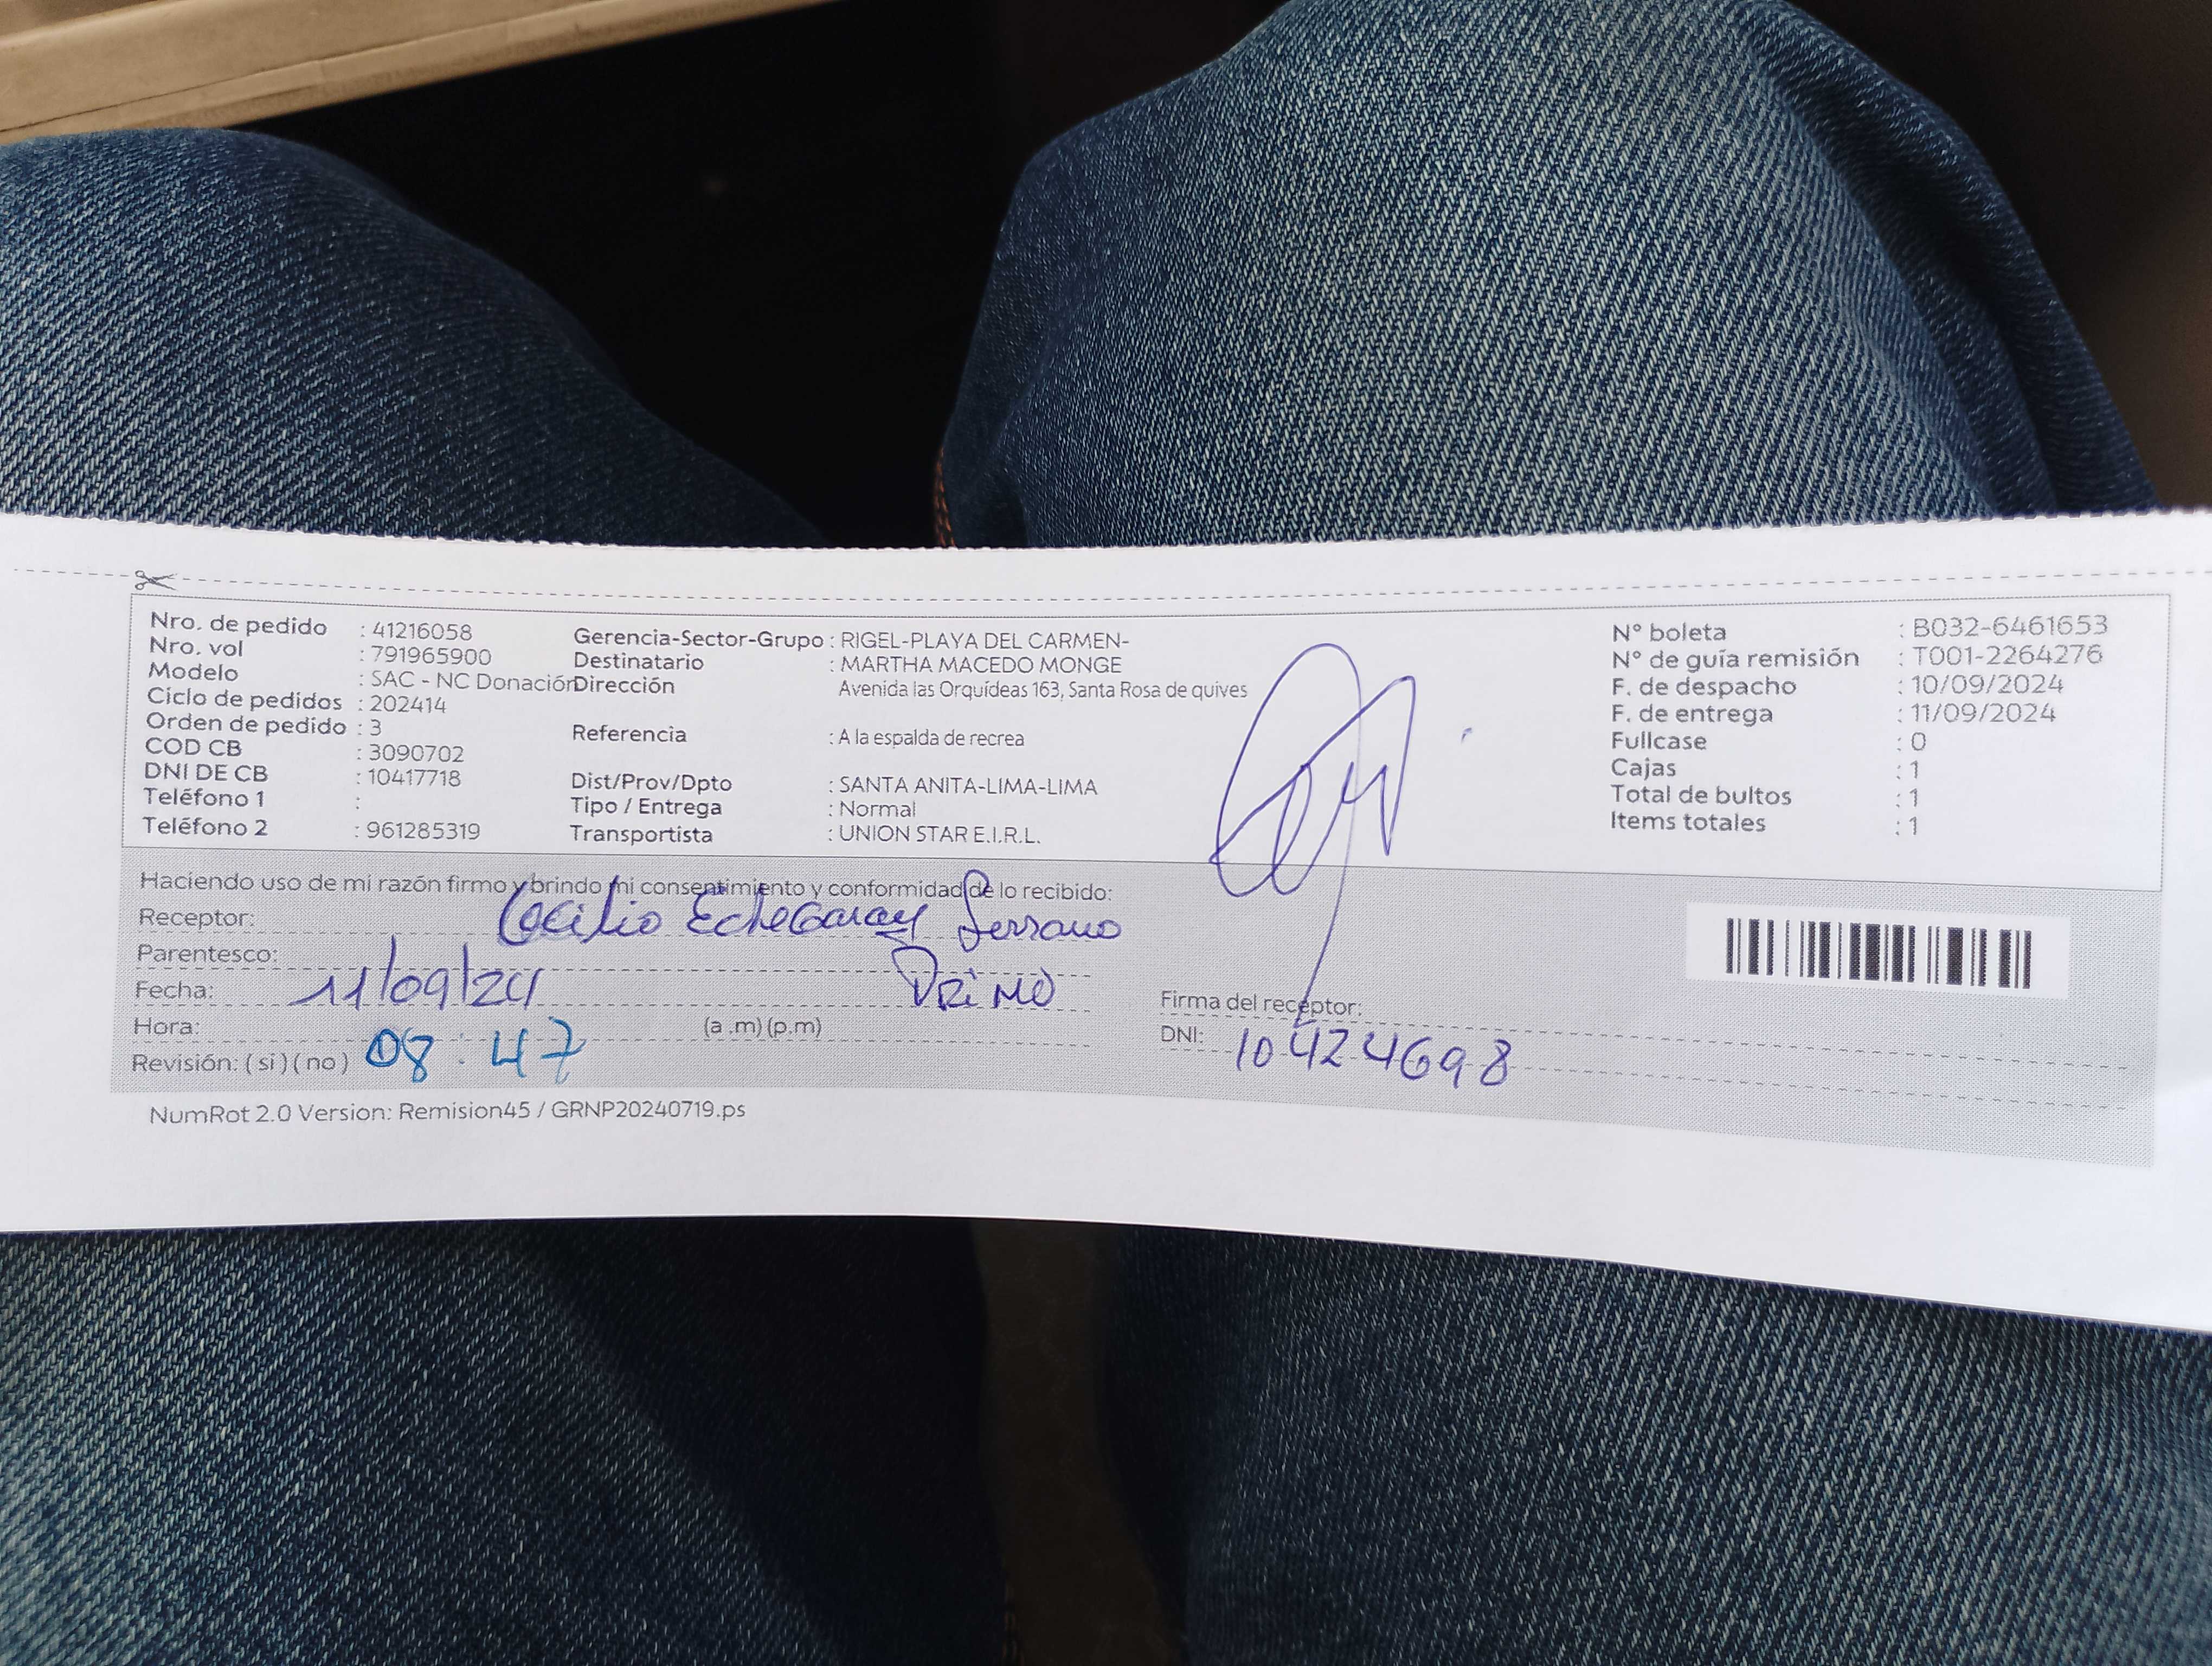 Nro. de pedido : 41216058
Nro. vol : 791965900
Modelo : SAC - NC Donación
Ciclo de pedidos : 202414
Orden de pedido : 3
COD CB : 3090702
DNI DE CB : 10417718
Teléfono 1 :
Teléfono 2 : 961285319
Gerencia-Sector-Grupo : RIGEL-PLAYA DEL CARMEN-
Destinatario : MARTHA MACEDO MONGE
Dirección Avenida las Orquídeas 163, Santa Rosa de quives
Referencia : A la espalda de recrea
Dist/Prov/Dpto : SANTA ANITA-LIMA-LIMA
Tipo / Entrega : Normal
Transportista : UNION STAR E.I.R.L.
N° boleta : B032-6461653
N° de guía remisión : T001-2264276
F. de despacho : 10/09/2024
F. de entrega : 11/09/2024
Fullcase : 0
Cajas : 1
Total de bultos : 1
Items totales : 1
Haciendo uso de mi razón firmo y brindo mi consentimiento y conformidad de lo recibido:
Receptor: Cecilio Echegaray Serrano
Parentesco: Primo
Fecha: 11/09/24
Hora: 08:47 (a .m) (p.m)
Revisión: ( si ) ( no )
Firma del receptor:
DNI: 10424698
NumRot 2.0 Version: Remision45 / GRNP20240719.ps